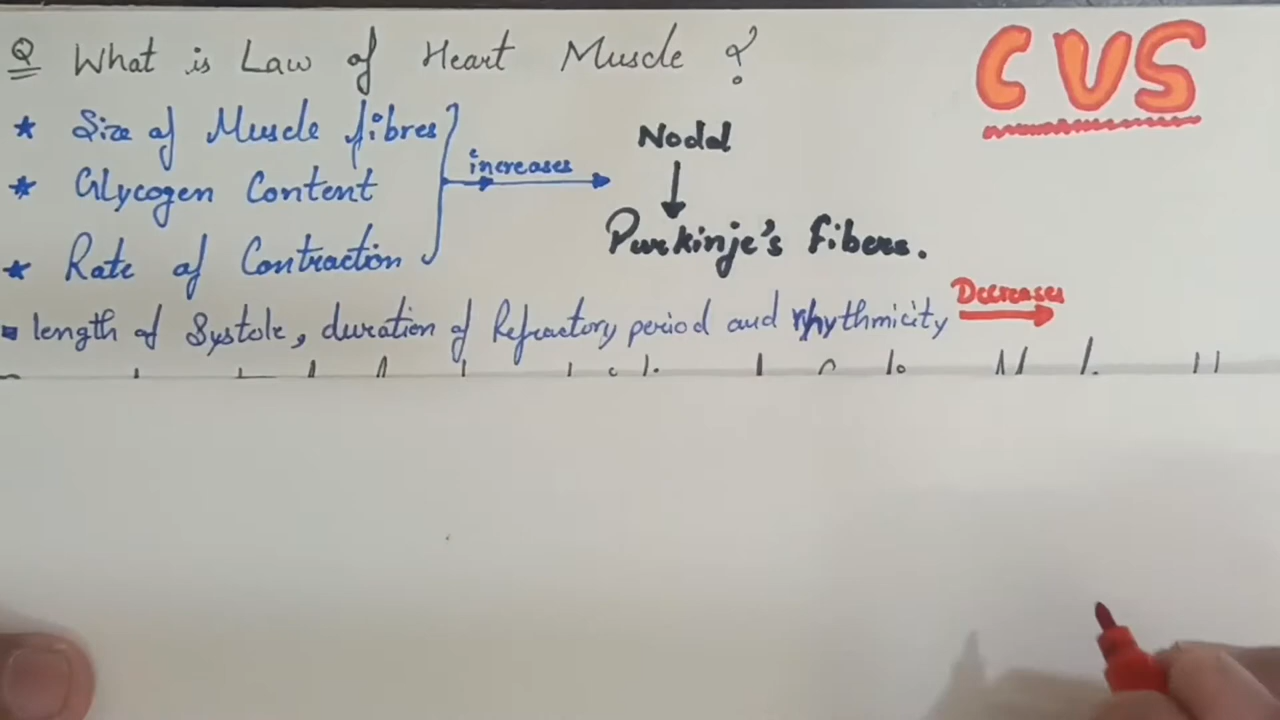 Q What is Law of Heart Muscle ?
CVS
* Size of Muscle fibres
* Glycogen Content
* Rate of Contraction
increases
Nodal
Purkinje's Fibers.
▪ length of Systole, duration of Refractory period and rhythmicity
Decreases